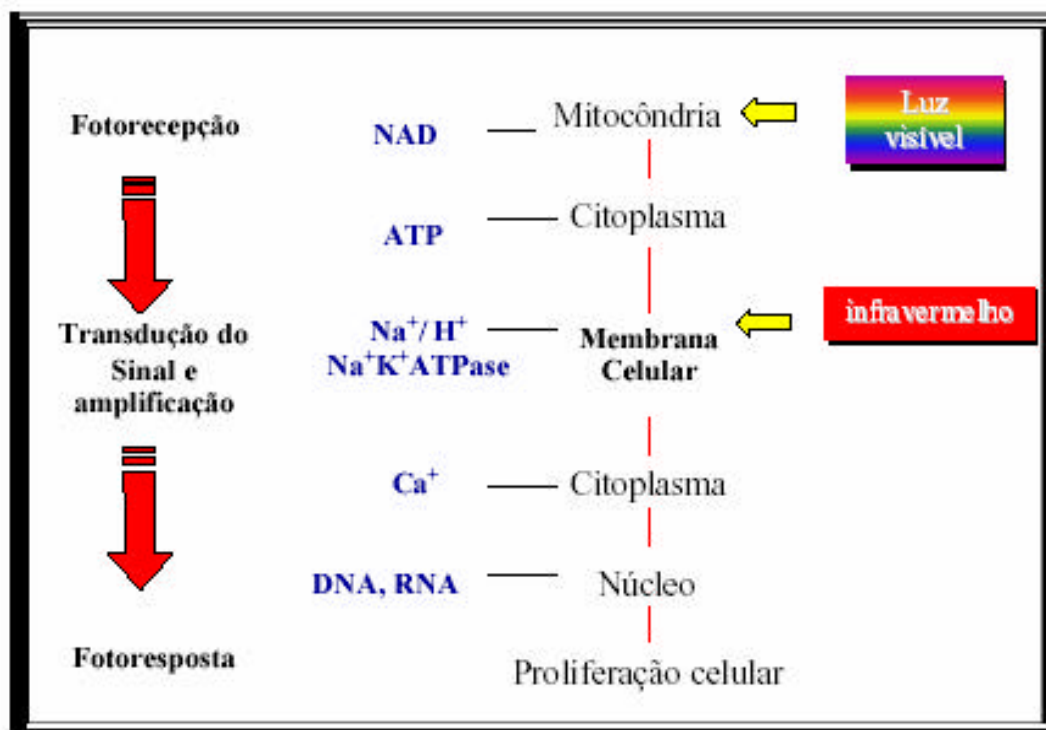 Fotorecepção
NAD
Mitocôndria
Luz
visível
ATP
Citoplasma
Transdução do
Sinal e
amplificação
Na⁺/ H⁺
Na⁺K⁺ATPase
Membrana
Celular
infravermelho
Ca⁺
Citoplasma
DNA, RNA
Núcleo
Fotoresposta
Proliferação celular